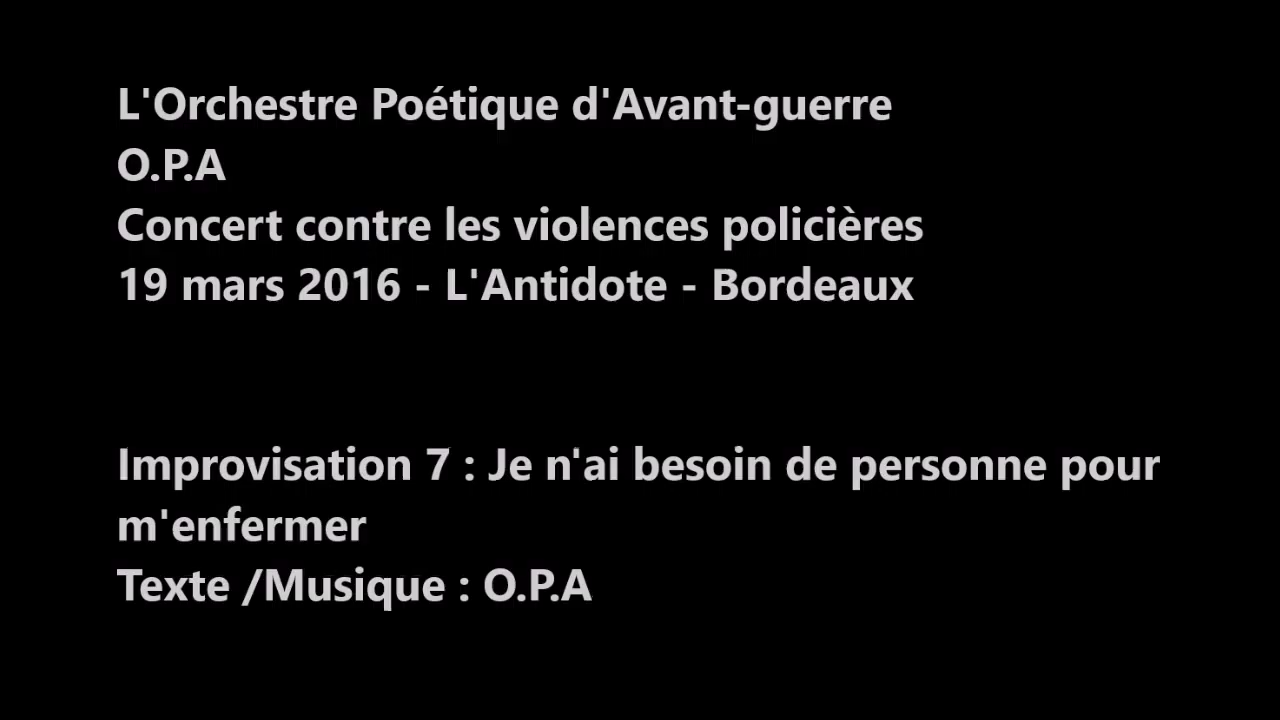 L'Orchestre Poétique d'Avant-guerre
O.P.A
Concert contre les violences policières
19 mars 2016 - L'Antidote - Bordeaux
Improvisation 7 : Je n'ai besoin de personne pour
m'enfermer
Texte /Musique : O.P.A